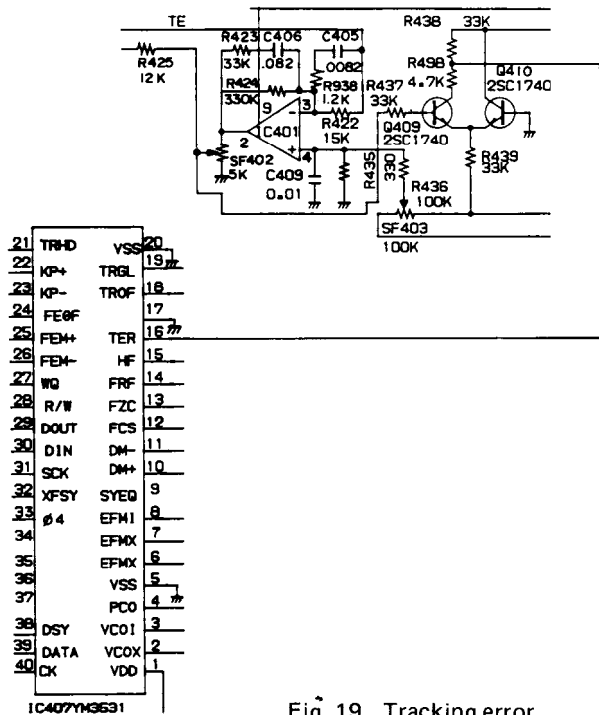 TE
R425
12K
R423
33K
C406
.082
C405
.0082
R424
330K
R938
1.2K
9
3
2
4
IC401
R422
15K
SF402
5K
C409
0.01
R435
330
R437
33K
Q409
2SC1740
R436
100K
SF403
100K
R438
33K
R498
4.7K
Q410
2SC1740
R439
33K
21 TRHD VSS 20
22 KP+ TRGL 19
23 KP- TROF 18
24 FEØF 17
25 FEM+ TER 16
26 FEM- HF 15
27 WQ FRF 14
28 R/W FZC 13
29 DOUT FCS 12
30 DIN DM- 11
31 SCK DM+ 10
32 XFSY SYEQ 9
33 Ø4 EFMI 8
34 EFMX 7
35 EFMX 6
36 VSS 5
37 PCO 4
38 DSY VCOI 3
39 DATA VCOX 2
40 CK VDD 1
IC407YM3531
Fig. 19 Tracking error